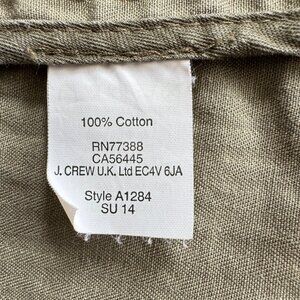 100% Cotton
RN77388
CA56445
J. CREW U.K. Ltd EC4V 6JA
Style A1284
SU 14